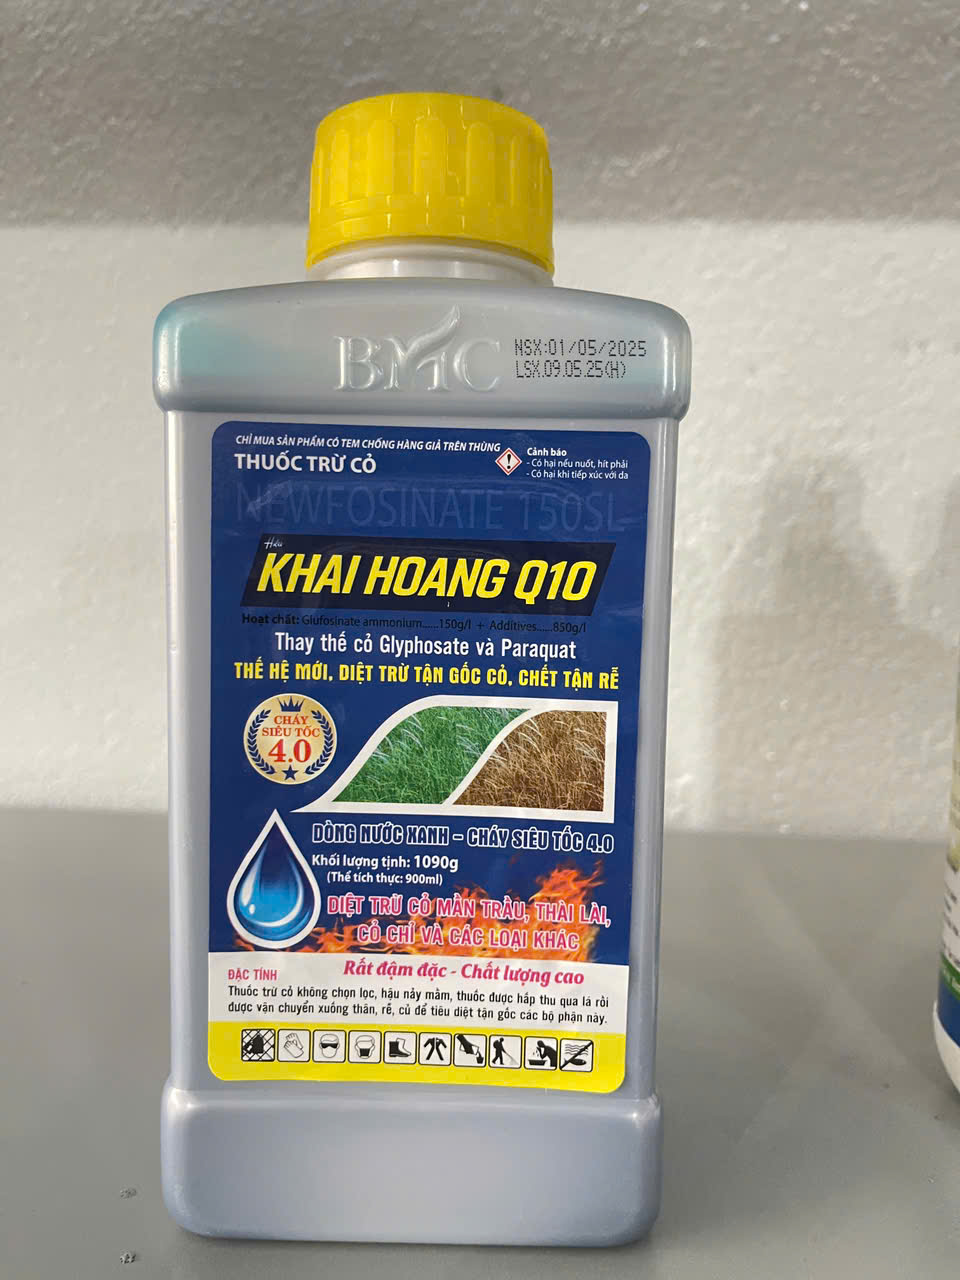 BMC
NSX:01/05/2025
LSX.09.05.25(H)
CHỈ MUA SẢN PHẨM CÓ TEM CHỐNG HÀNG GIẢ TRÊN THÙNG
THUỐC TRỪ CỎ
Cảnh báo
- Có hại nếu nuốt, hít phải
- Có hại khi tiếp xúc với da
NEWFOSINATE 150SL
KHAI HOANG Q10
Hoạt chất: Glufosinate ammonium......150g/l + Additives.....850g/l
Thay thế cỏ Glyphosate và Paraquat
THẾ HỆ MỚI, DIỆT TRỪ TẬN GỐC CỎ, CHẾT TẬN RỄ
CHÁY
SIÊU TỐC
4.0
DÒNG NƯỚC XANH – CHÁY SIÊU TỐC 4.0
Khối lượng tịnh: 1090g
(Thể tích thực: 900ml)
DIỆT TRỪ CỎ MẦN TRẦU, THÀI LÀI,
CỎ CHỈ VÀ CÁC LOẠI KHÁC
Rất đậm đặc - Chất lượng cao
ĐẶC TÍNH
Thuốc trừ cỏ không chọn lọc, hậu nảy mầm, thuốc được hấp thu qua lá rồi
được vận chuyển xuống thân, rễ, củ để tiêu diệt tận gốc các bộ phận này.